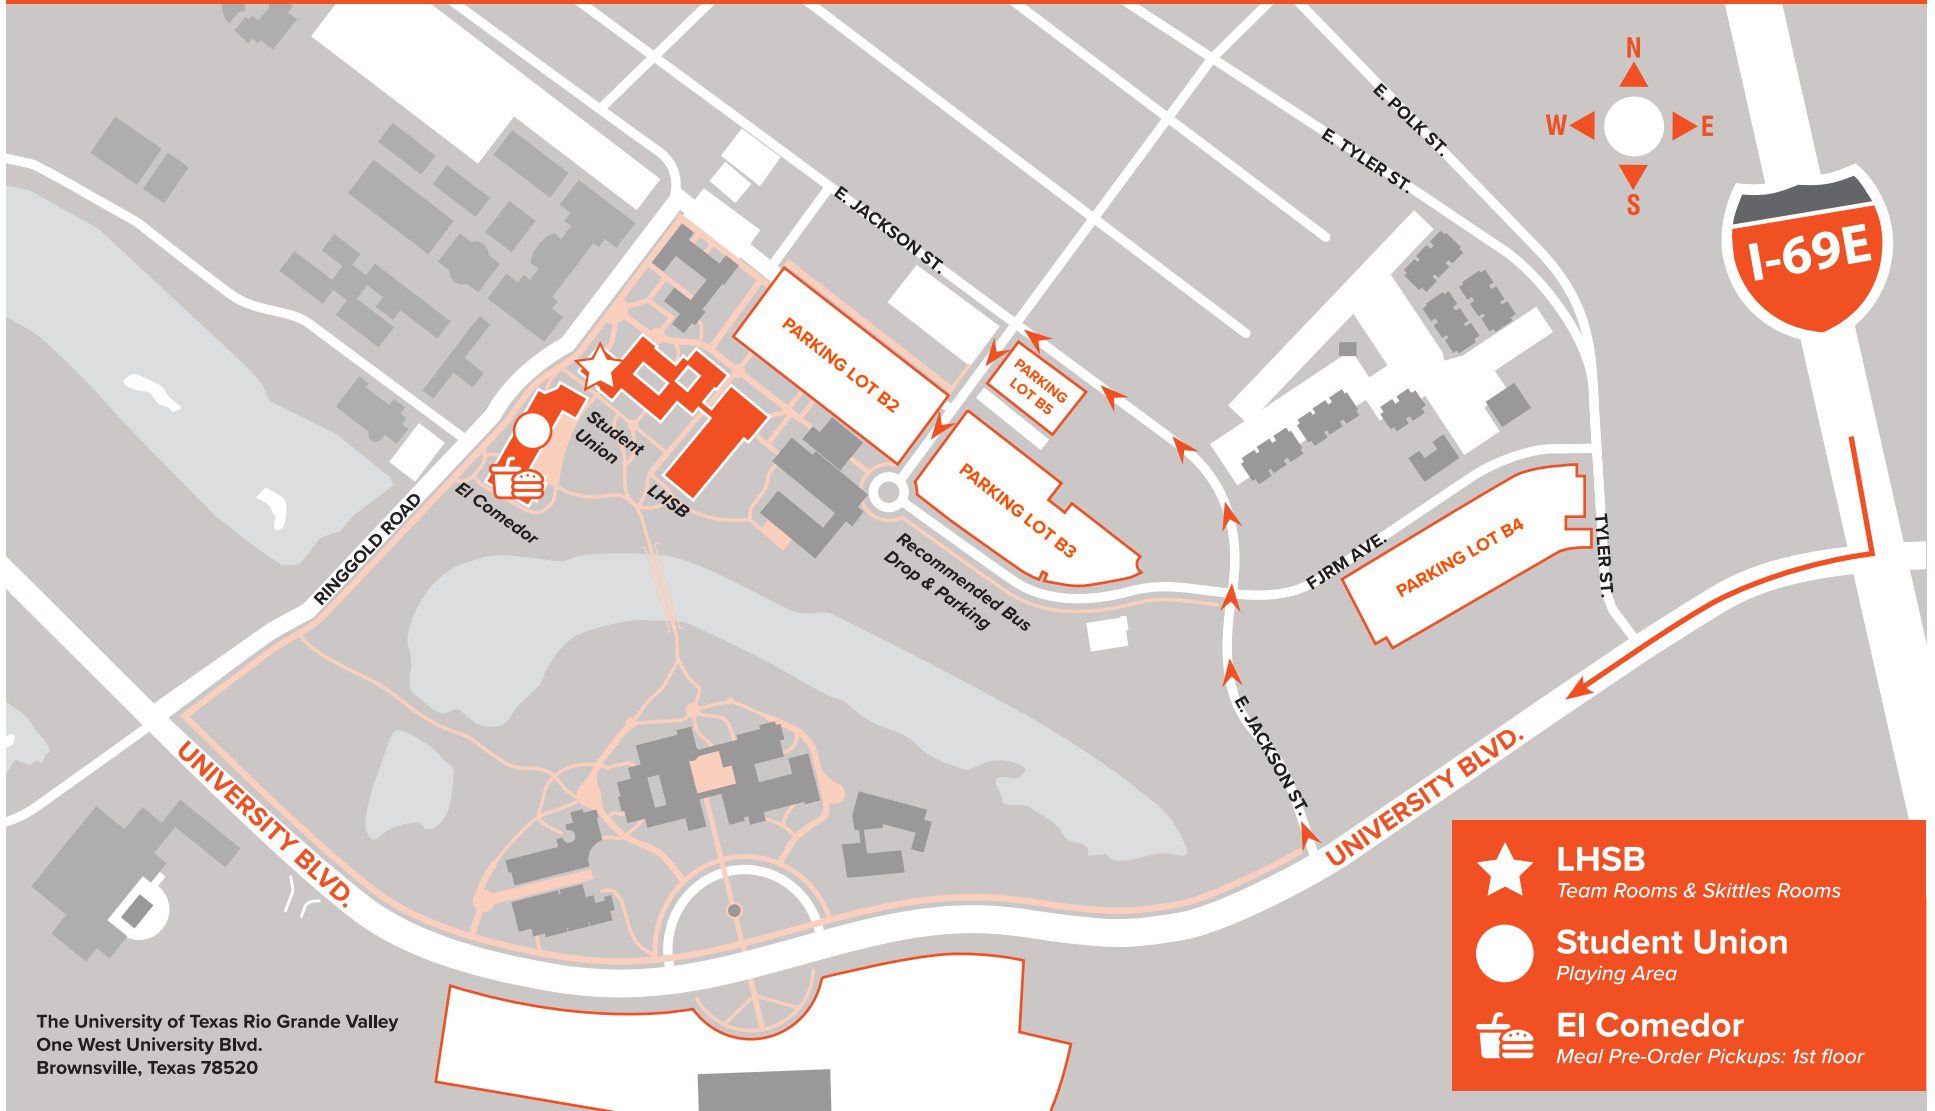 N
W
E
S
I-69E
E. POLK ST.
E. TYLER ST.
E. JACKSON ST.
PARKING LOT B2
PARKING
LOT B5
PARKING LOT B3
PARKING LOT B4
FJRM AVE.
TYLER ST.
Student
Union
LHSB
El Comedor
RINGGOLD ROAD
Recommended Bus
Drop & Parking
E. JACKSON ST.
UNIVERSITY BLVD.
UNIVERSITY BLVD.
LHSB
Team Rooms & Skittles Rooms
Student Union
Playing Area
El Comedor
Meal Pre-Order Pickups: 1st floor
The University of Texas Rio Grande Valley
One West University Blvd.
Brownsville, Texas 78520